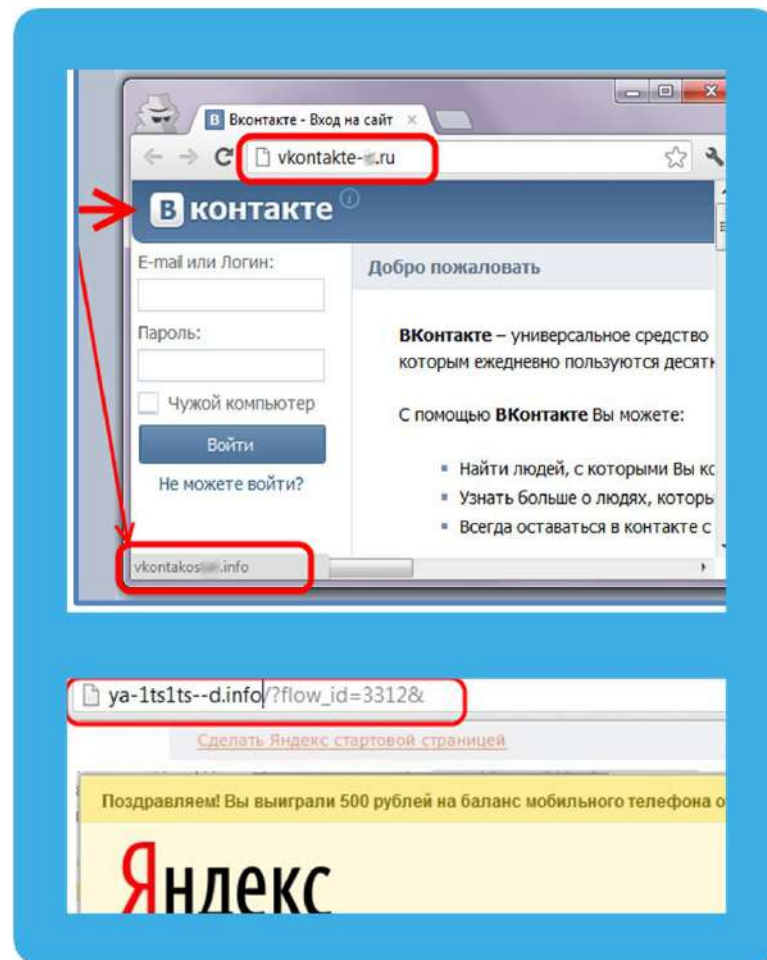 Вконтакте - Вход на сайт
vkontakte- .ru
В контакте
E-mail или Логин:
Добро пожаловать
Пароль:
ВКонтакте – универсальное средство
которым ежедневно пользуются десятк
Чужой компьютер
С помощью ВКонтакте Вы можете:
Войти
Найти людей, с которыми Вы кс
Не можете войти?
Узнать больше о людях, которы
Всегда оставаться в контакте с
vkontakos .info
ya-1ts1ts--d.info/?flow_id=3312&
Сделать Яндекс стартовой страницей
Поздравляем! Вы выиграли 500 рублей на баланс мобильного телефона о
Яндекс